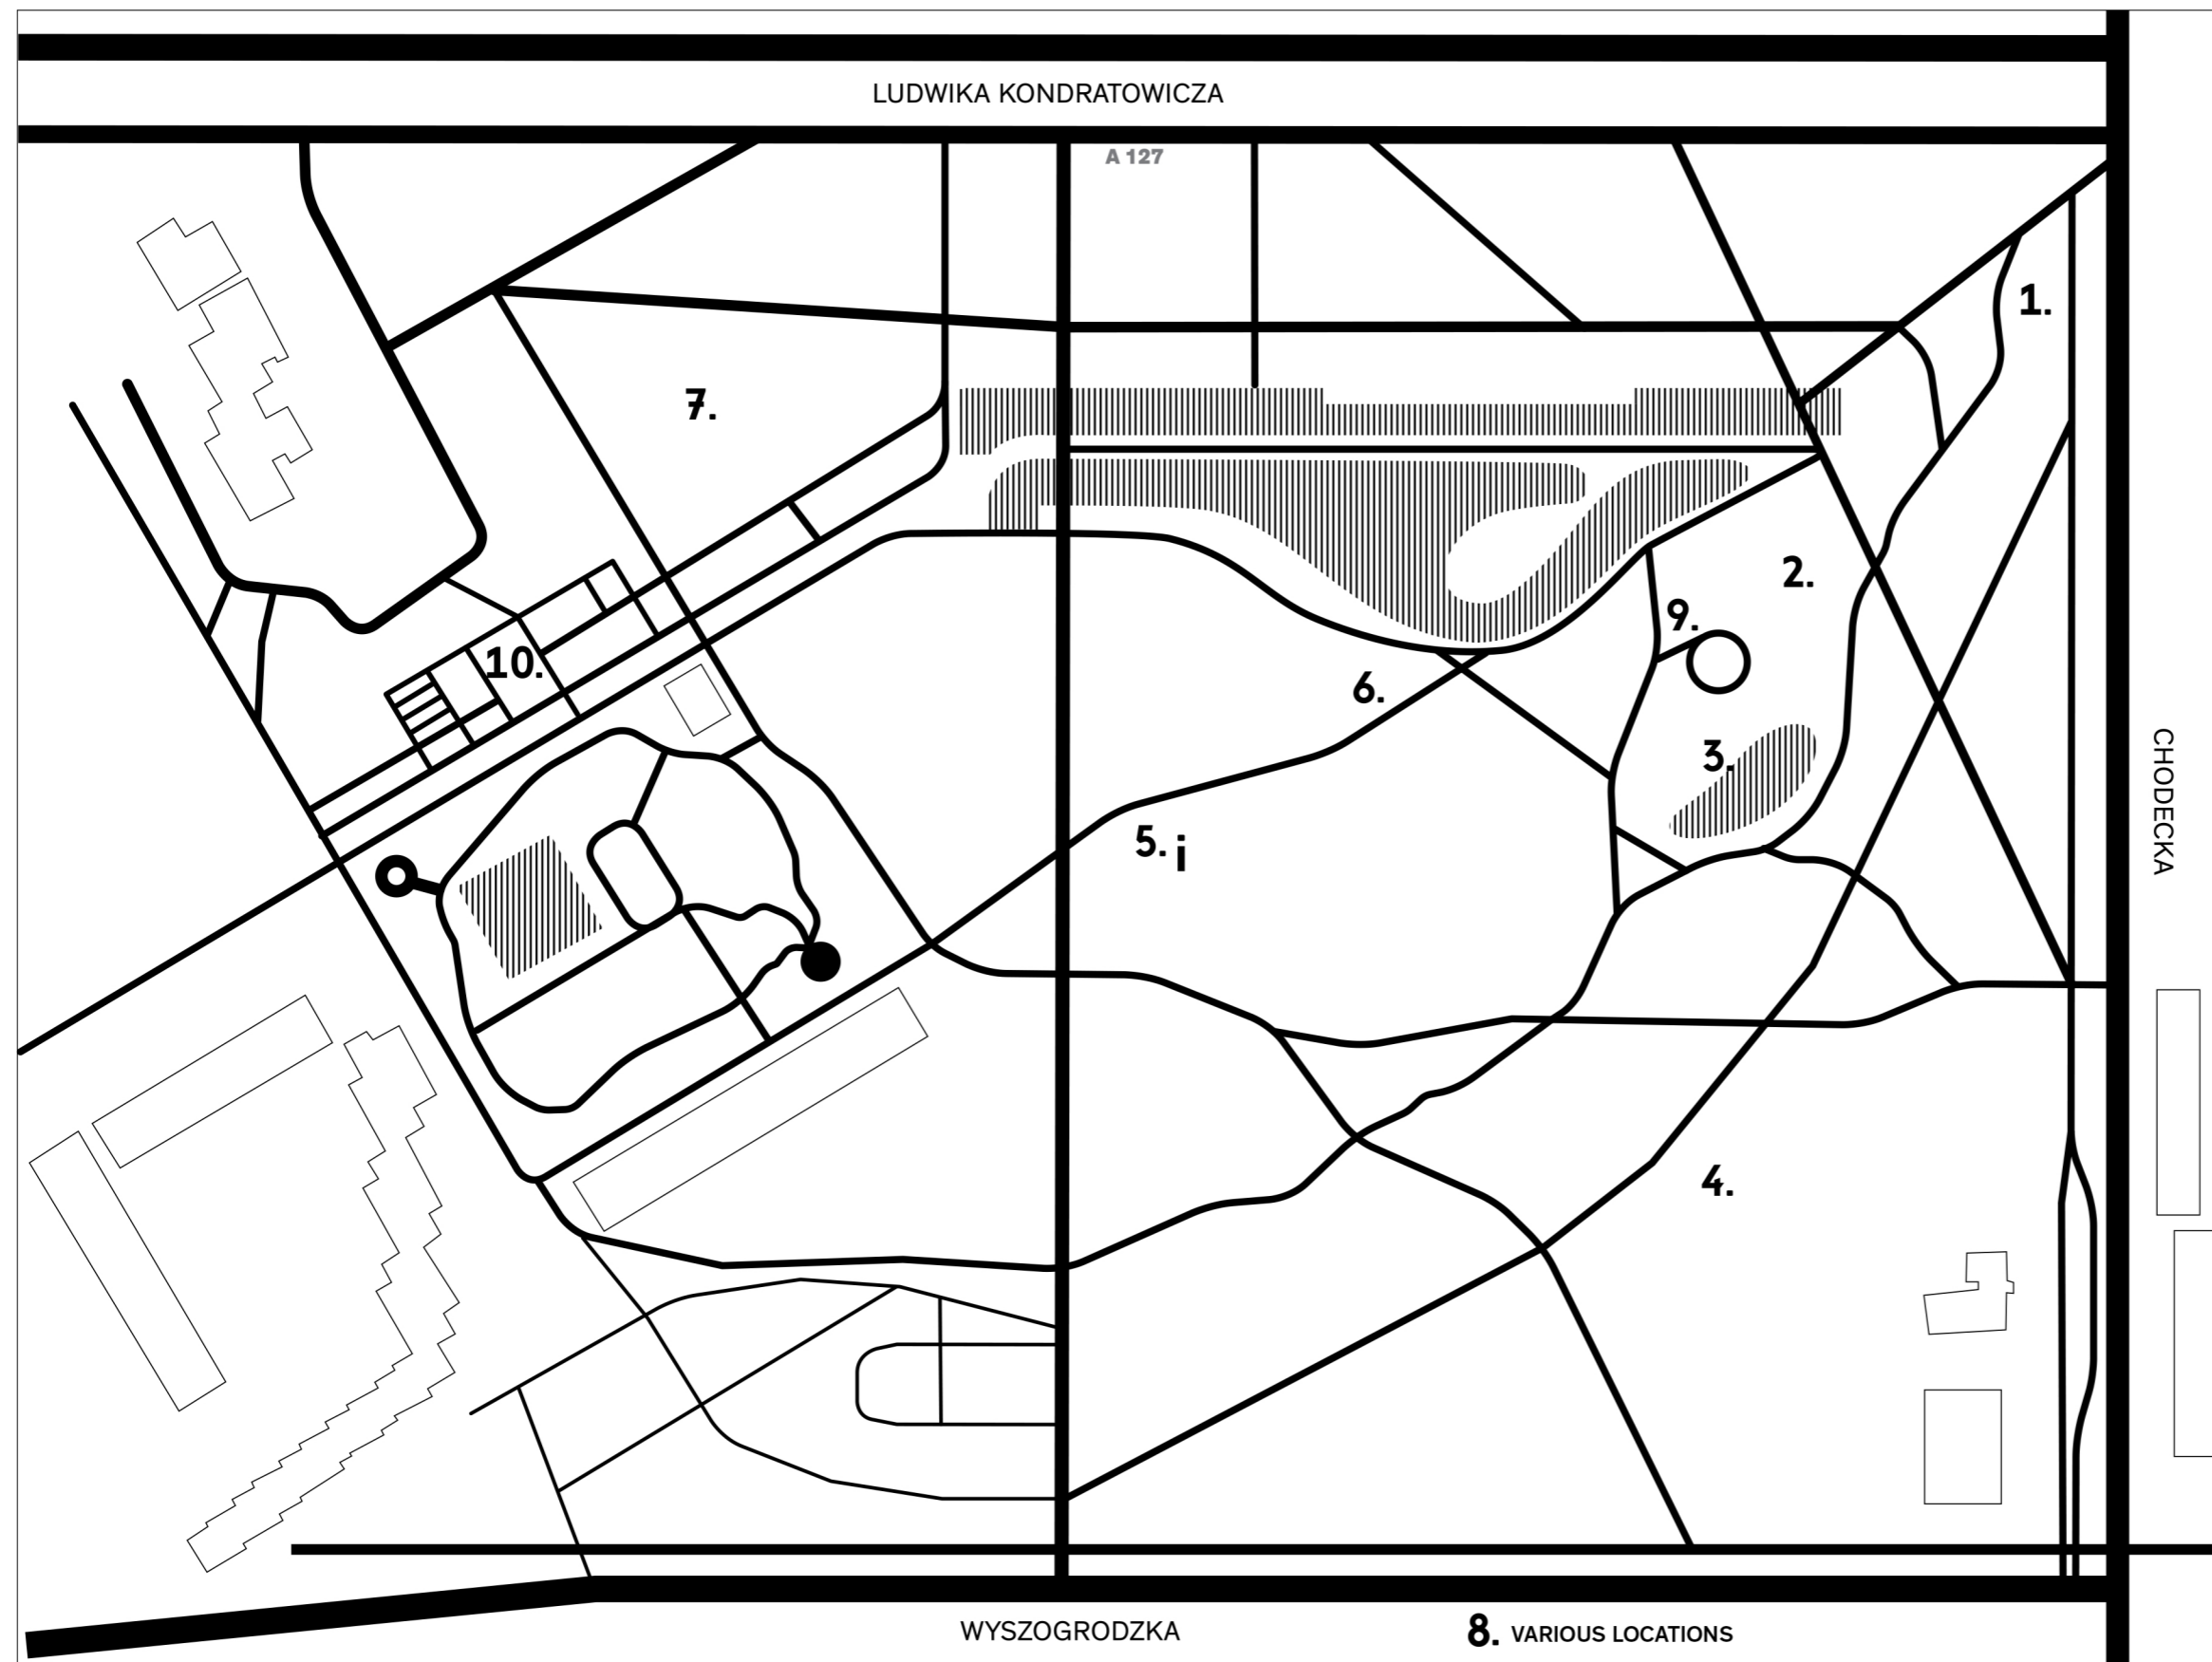 LUDWIKA KONDRATOWICZA
A 127
1.
7.
2.
9.
10.
6.
3.
5. i
CHODECKA
4.
WYSZOGRODZKA
8. VARIOUS LOCATIONS